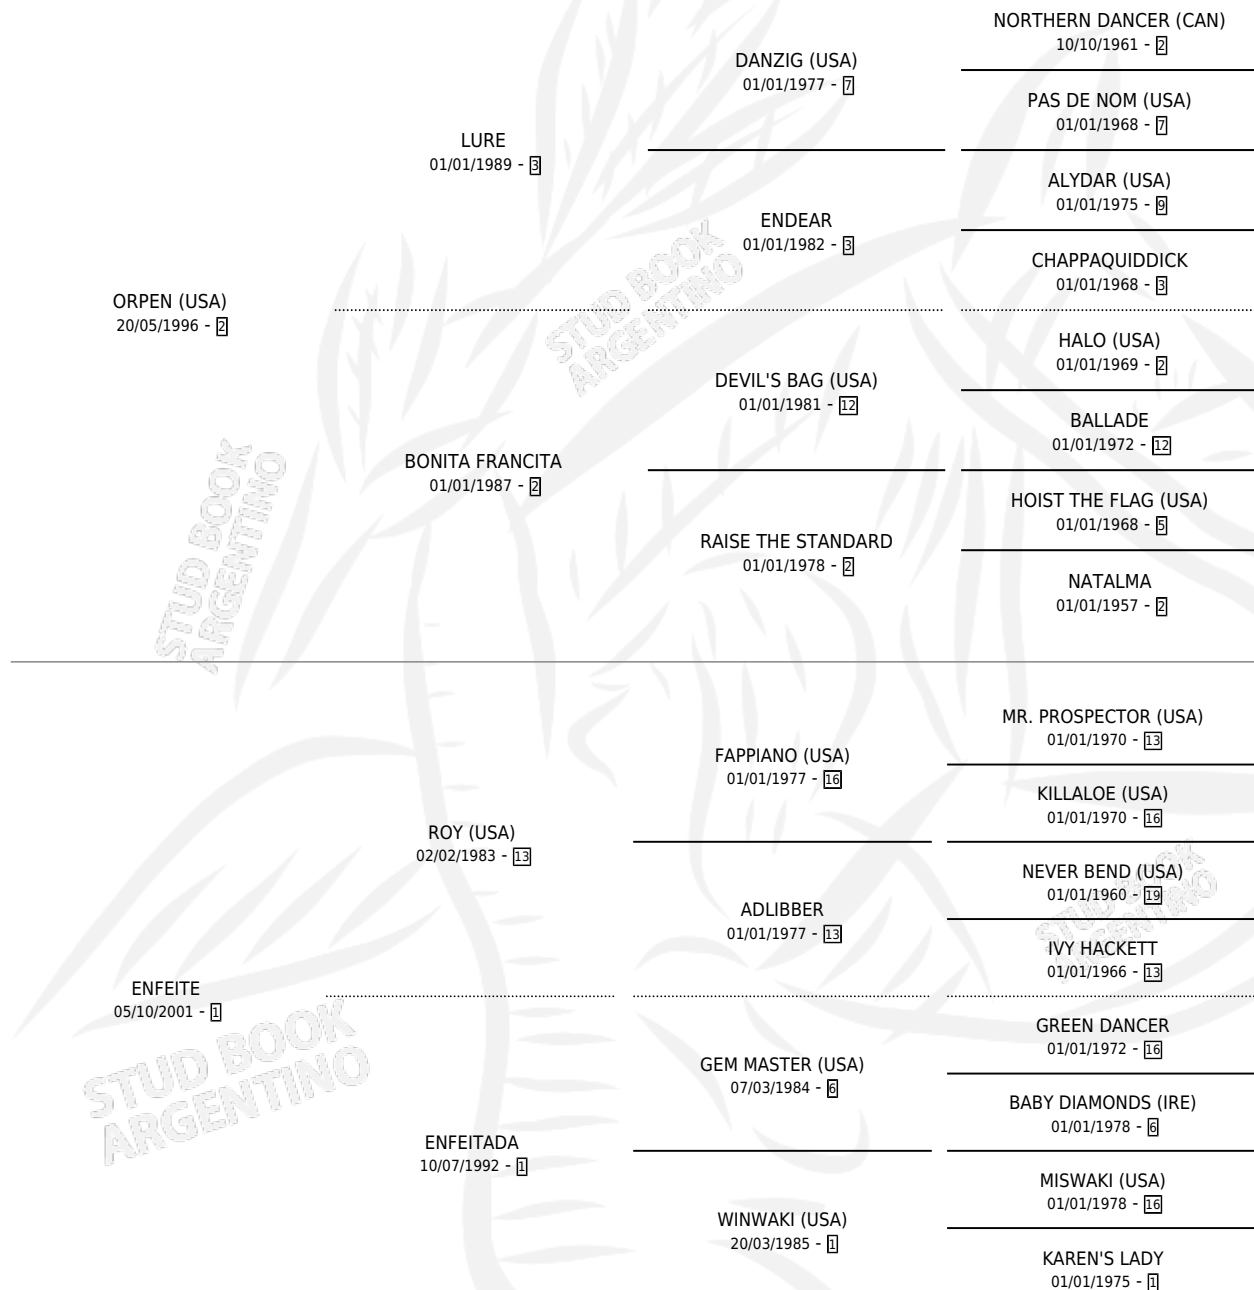 NORTHERN DANCER (CAN)
10/10/1961 - 2
DANZIG (USA)
01/01/1977 - 7
PAS DE NOM (USA)
01/01/1968 - 7
LURE
01/01/1989 - 3
ALYDAR (USA)
01/01/1975 - 9
ENDEAR
01/01/1982 - 3
CHAPPAQUIDDICK
01/01/1968 - 3
ORPEN (USA)
20/05/1996 - 2
STUD BOOK
ARGENTINO
HALO (USA)
01/01/1969 - 2
DEVIL'S BAG (USA)
01/01/1981 - 12
BALLADE
01/01/1972 - 12
BONITA FRANCITA
01/01/1987 - 2
HOIST THE FLAG (USA)
01/01/1968 - 5
RAISE THE STANDARD
01/01/1978 - 2
NATALMA
01/01/1957 - 2
STUD BOOK
ARGENTINO
MR. PROSPECTOR (USA)
01/01/1970 - 13
FAPPIANO (USA)
01/01/1977 - 16
KILLALOE (USA)
01/01/1970 - 16
ROY (USA)
02/02/1983 - 13
NEVER BEND (USA)
01/01/1960 - 19
ADLIBBER
01/01/1977 - 13
STUD BOOK
ARGENTINO
IVY HACKETT
01/01/1966 - 13
ENFEITE
05/10/2001 - 1
STUD BOOK
ARGENTINO
GREEN DANCER
01/01/1972 - 16
GEM MASTER (USA)
07/03/1984 - 6
BABY DIAMONDS (IRE)
01/01/1978 - 6
ENFEITADA
10/07/1992 - 1
MISWAKI (USA)
01/01/1978 - 16
WINWAKI (USA)
20/03/1985 - 1
KAREN'S LADY
01/01/1975 - 1